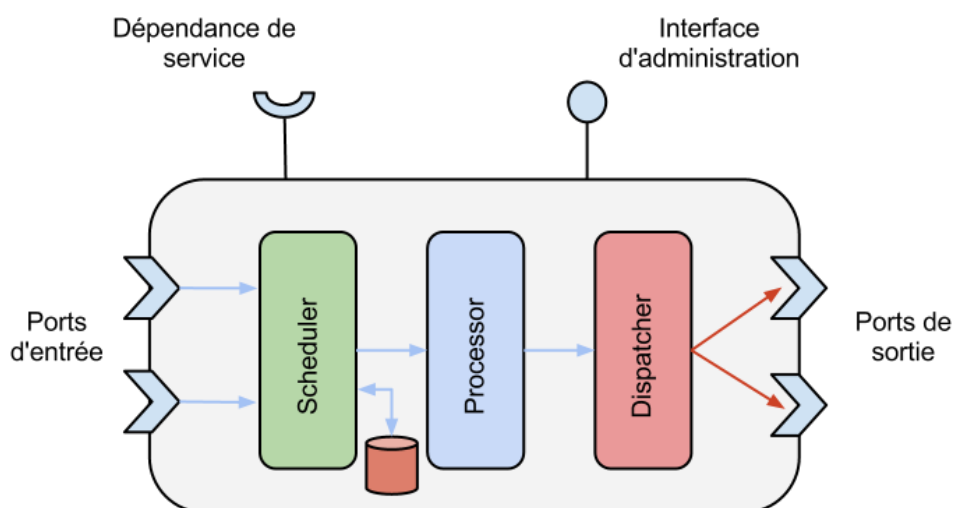 Dépendance de
service
Interface
d'administration
Ports
d'entrée
Scheduler
Processor
Dispatcher
Ports de
sortie